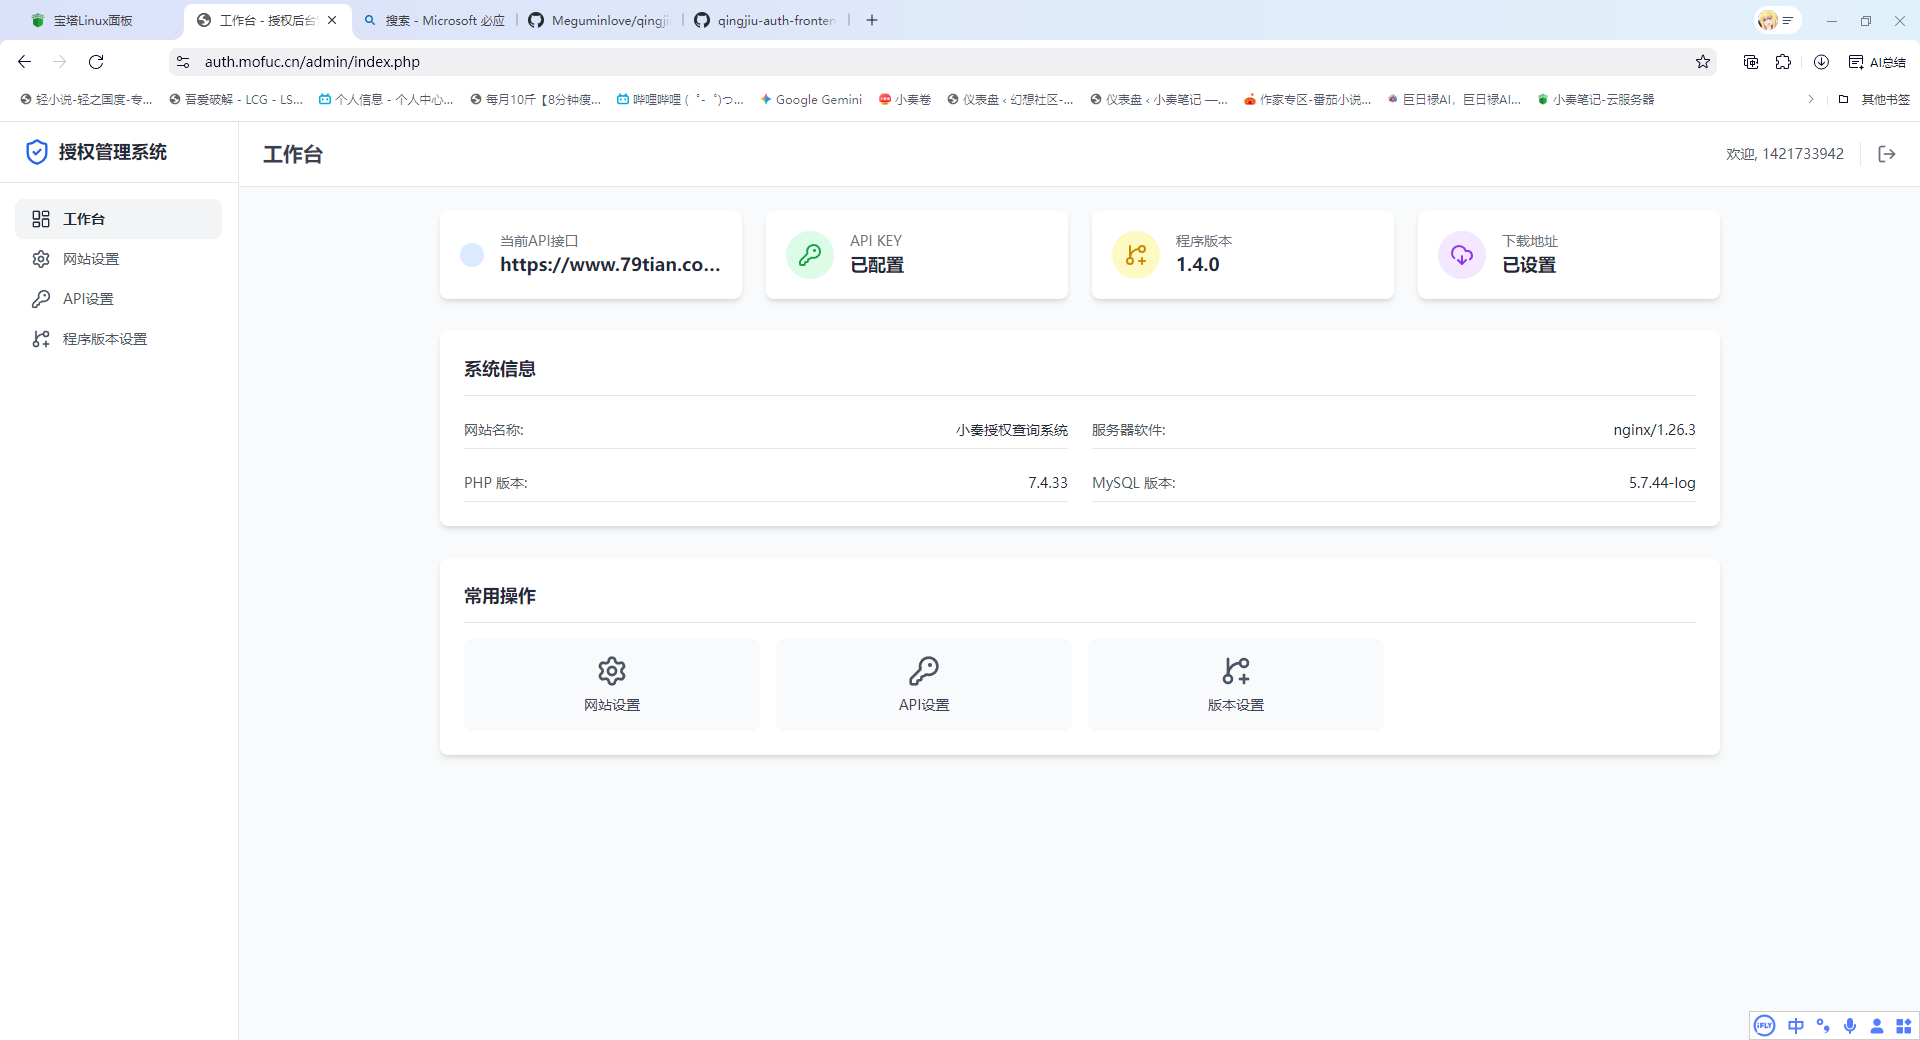 宝塔Linux面板
工作台 - 授权后台
搜索 - Microsoft 必应
Meguminlove/qingji
qingjiu-auth-fronten
auth.mofuc.cn/admin/index.php
AI总结
轻小说-轻之国度-专...
吾爱破解 - LCG - LS...
个人信息 - 个人中心...
每月10斤【8分钟瘦...
哔哩哔哩 (゜-゜)つ...
Google Gemini
小奏卷
仪表盘 ‹ 幻想社区-...
仪表盘 ‹ 小奏笔记 —...
作家专区-番茄小说...
巨日禄AI，巨日禄AI...
小奏笔记-云服务器
其他书签
授权管理系统
工作台
欢迎, 1421733942
工作台
网站设置
API设置
程序版本设置
当前API接口
https://www.79tian.co...
API KEY
已配置
程序版本
1.4.0
下载地址
已设置
系统信息
网站名称:
小奏授权查询系统
服务器软件:
nginx/1.26.3
PHP 版本:
7.4.33
MySQL 版本:
5.7.44-log
常用操作
网站设置
API设置
版本设置
iFLY
中